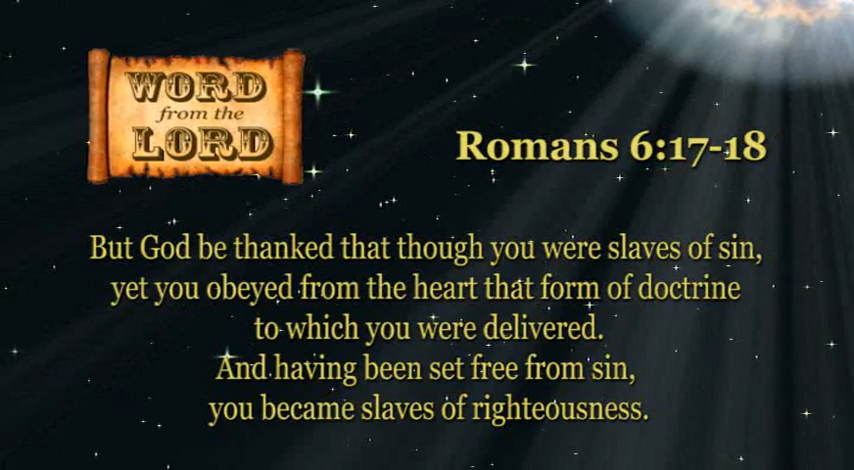 WORD
from the
LORD
Romans 6:17-18
But God be thanked that though you were slaves of sin,
yet you obeyed from the heart that form of doctrine
to which you were delivered.
And having been set free from sin,
you became slaves of righteousness.